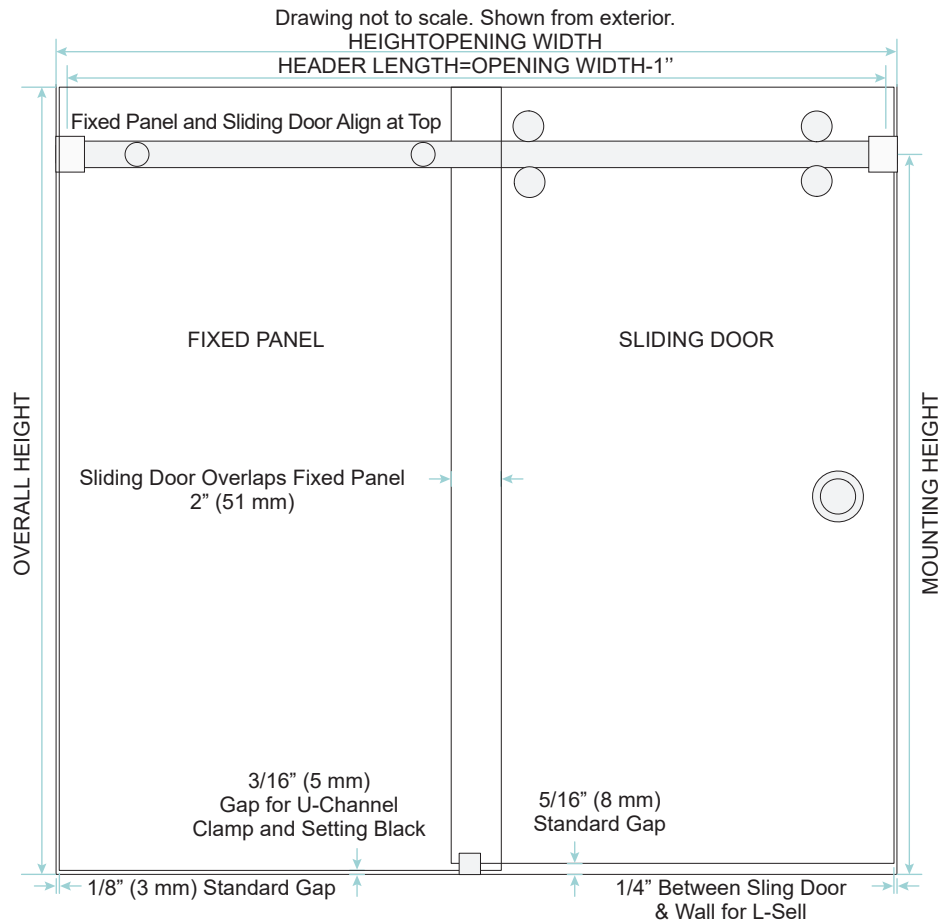 Drawing not to scale. Shown from exterior.
HEIGHTOPENING WIDTH
HEADER LENGTH=OPENING WIDTH-1’’
Fixed Panel and Sliding Door Align at Top
FIXED PANEL
SLIDING DOOR
OVERALL HEIGHT
MOUNTING HEIGHT
Sliding Door Overlaps Fixed Panel
2” (51 mm)
3/16” (5 mm)
Gap for U-Channel
Clamp and Setting Black
5/16” (8 mm)
Standard Gap
1/8” (3 mm) Standard Gap
1/4” Between Sling Door
& Wall for L-Sell